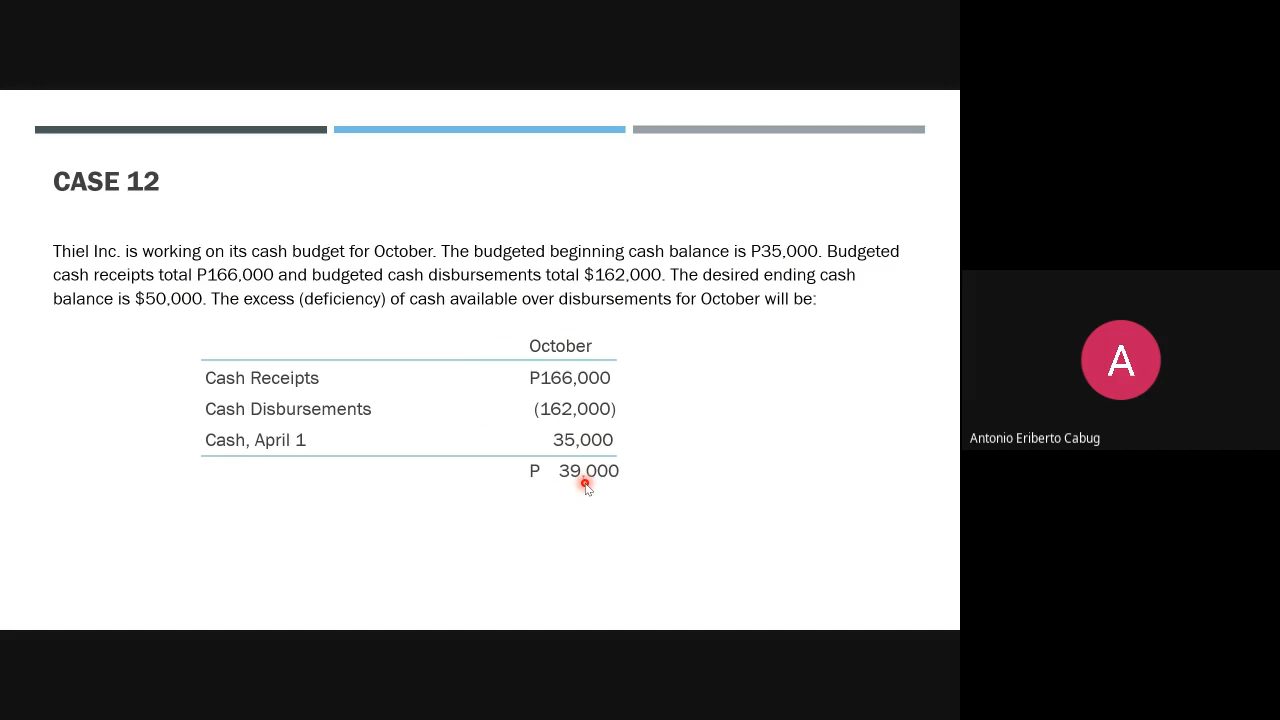 CASE 12
Thiel Inc. is working on its cash budget for October. The budgeted beginning cash balance is P35,000. Budgeted
cash receipts total P166,000 and budgeted cash disbursements total $162,000. The desired ending cash
balance is $50,000. The excess (deficiency) of cash available over disbursements for October will be:
October
Cash Receipts P166,000
Cash Disbursements (162,000)
Cash, April 1 35,000
P 39,000
A
Antonio Eriberto Cabug